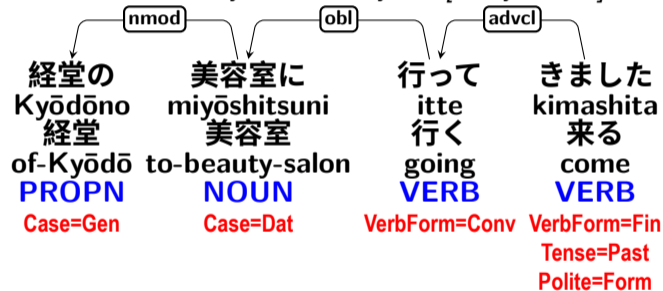 nmod obl advcl
経堂の 美容室に 行って きました
Kyōdōno miyōshitsuni itte kimashita
経堂 美容室 行く 来る
of-Kyōdō to-beauty-salon going come
PROPN NOUN VERB VERB
Case=Gen Case=Dat VerbForm=Conv VerbForm=Fin
Tense=Past
Polite=Form